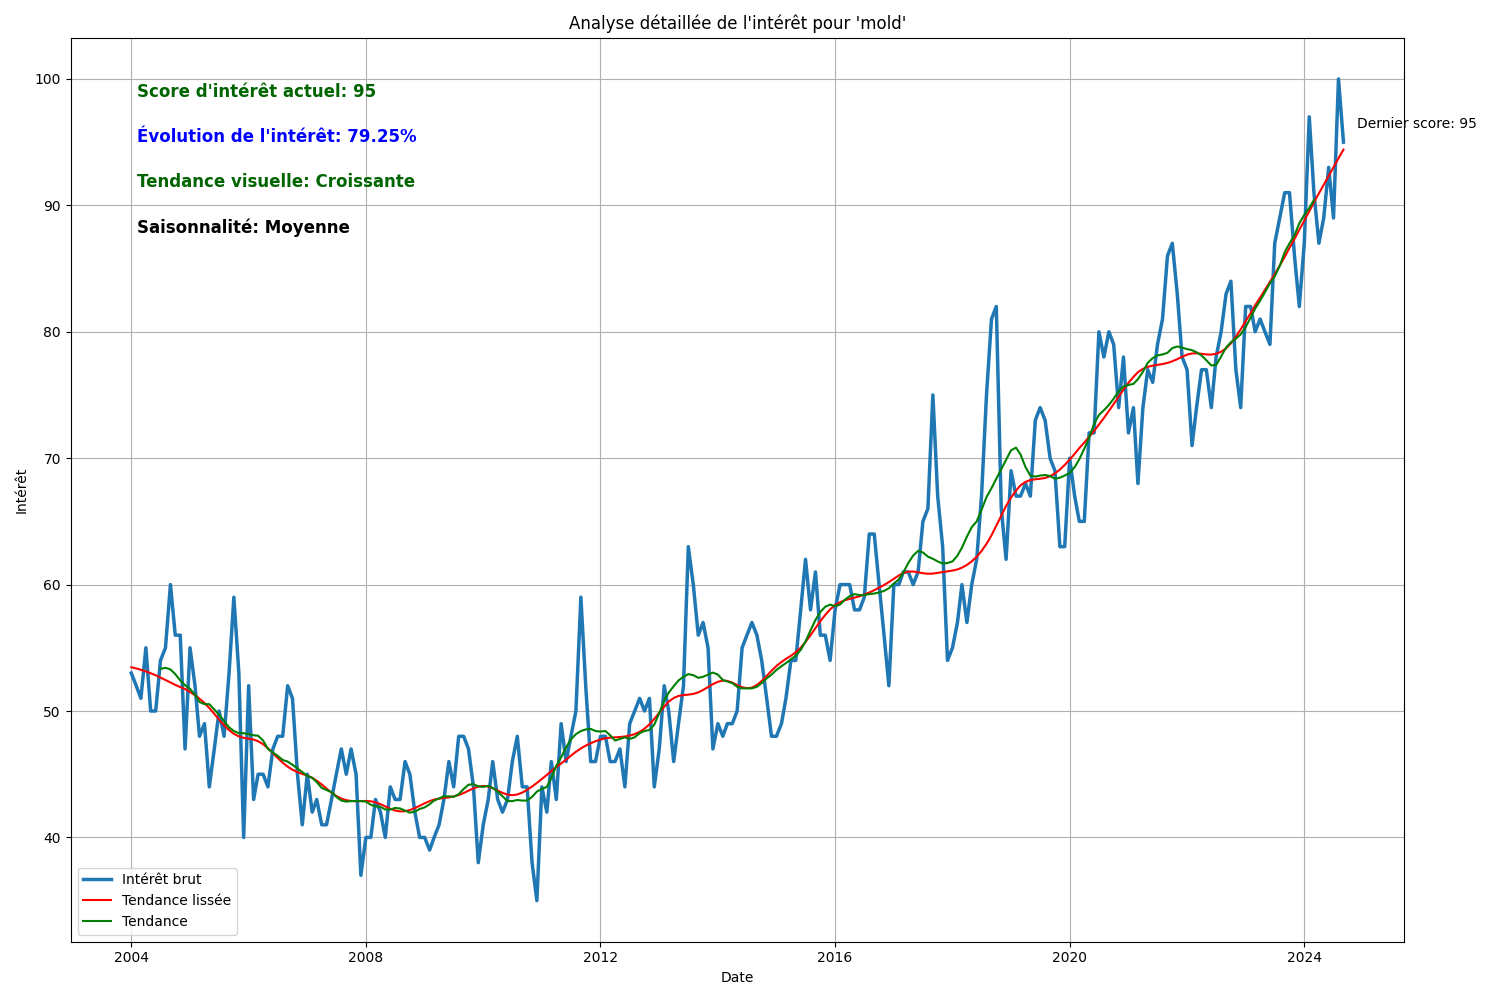 Analyse détaillée de l'intérêt pour 'mold'
100
90
80
70
60
50
40
Intérêt
Score d'intérêt actuel: 95
Évolution de l'intérêt: 79.25%
Tendance visuelle: Croissante
Saisonnalité: Moyenne
Dernier score: 95
Intérêt brut
Tendance lissée
Tendance
2004 2008 2012 2016 2020 2024
Date